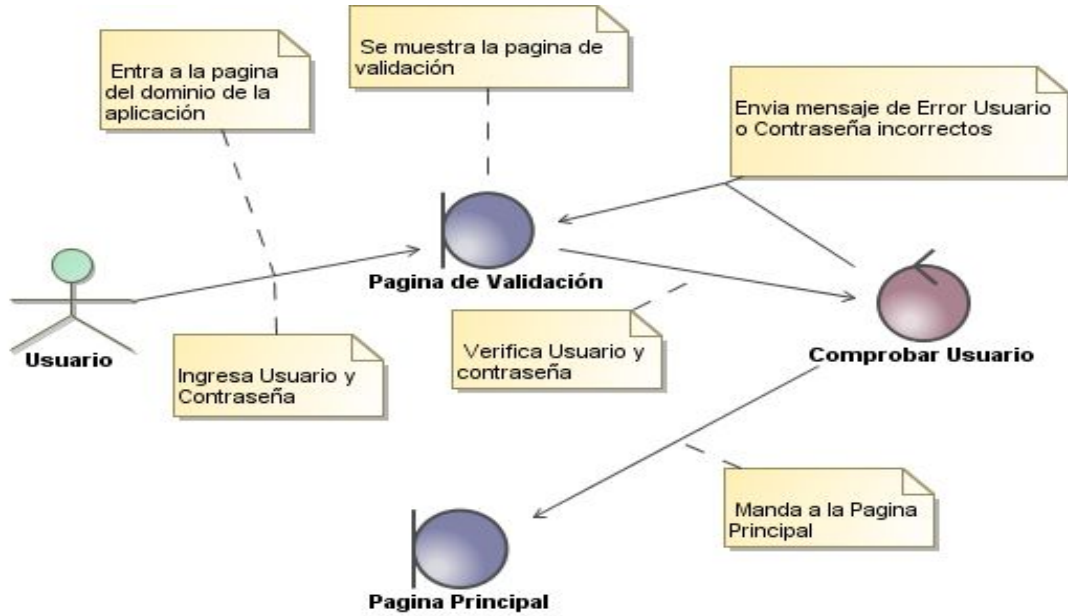 Entra a la pagina
del dominio de la
aplicación
Se muestra la pagina de
validación
Envia mensaje de Error Usuario
o Contraseña incorrectos
Pagina de Validación
Usuario
Ingresa Usuario y
Contraseña
Verifica Usuario y
contraseña
Comprobar Usuario
Manda a la Pagina
Principal
Pagina Principal